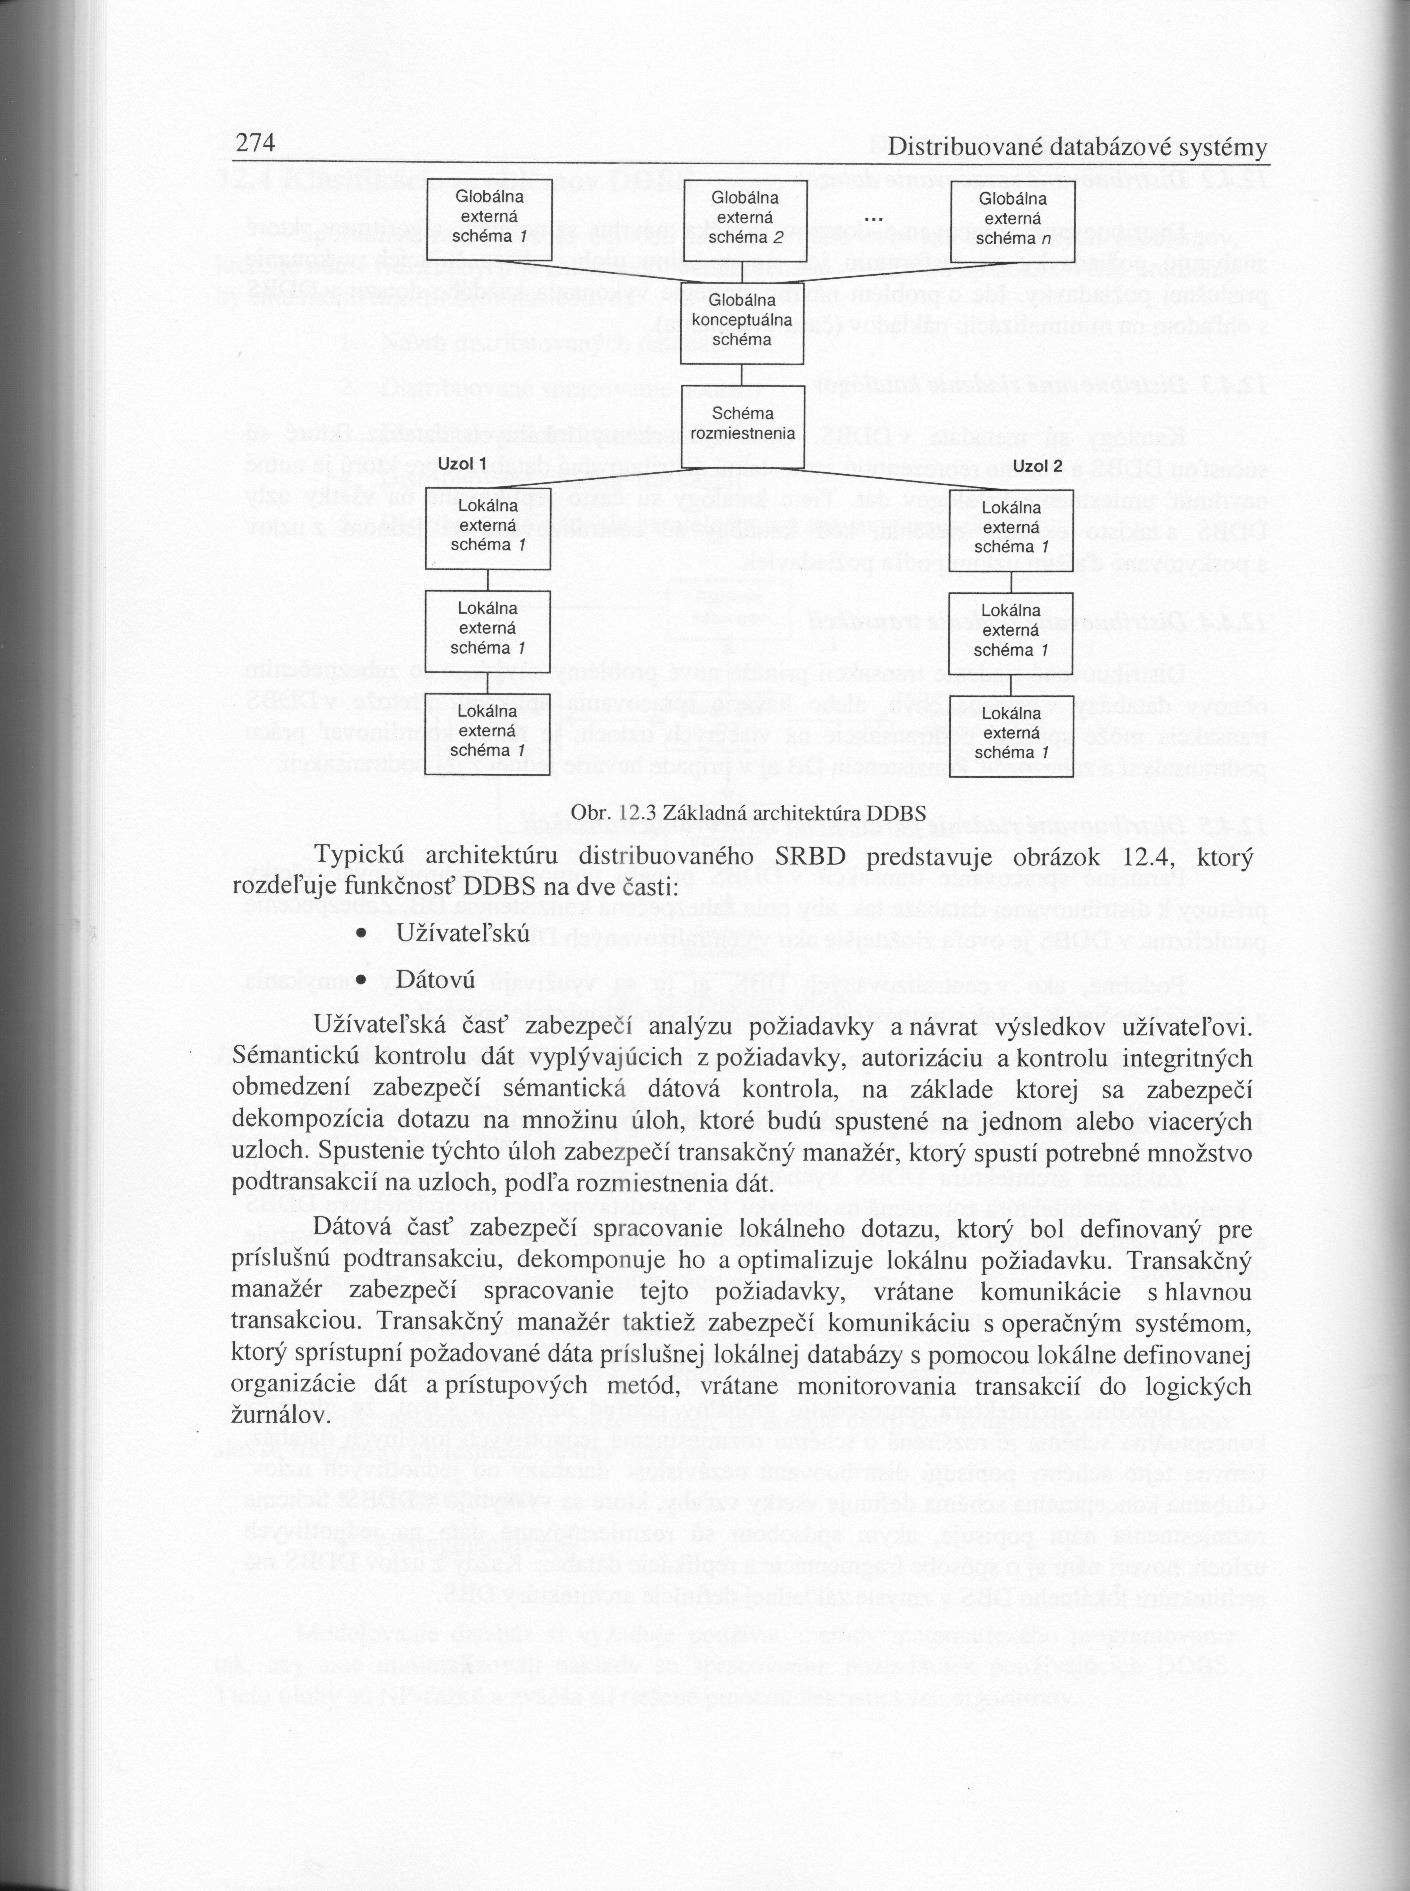 274 Distribuované databázové systémy
Globálna
externá
schéma 1
Globálna
externá
schéma 2
...
Globálna
externá
schéma n
Globálna
konceptuálna
schéma
Schéma
rozmiestnenia
Uzol 1
Uzol 2
Lokálna
externá
schéma 1
Lokálna
externá
schéma 1
Lokálna
externá
schéma 1
Lokálna
externá
schéma 1
Lokálna
externá
schéma 1
Lokálna
externá
schéma 1
Obr. 12.3 Základná architektúra DDBS
Typickú architektúru distribuovaného SRBD predstavuje obrázok 12.4, ktorý
rozdeľuje funkčnosť DDBS na dve časti:
• Užívateľskú
• Dátovú
Užívateľská časť zabezpečí analýzu požiadavky a návrat výsledkov užívateľovi.
Sémantickú kontrolu dát vyplývajúcich z požiadavky, autorizáciu a kontrolu integritných
obmedzení zabezpečí sémantická dátová kontrola, na základe ktorej sa zabezpečí
dekompozícia dotazu na množinu úloh, ktoré budú spustené na jednom alebo viacerých
uzloch. Spustenie týchto úloh zabezpečí transakčný manažér, ktorý spustí potrebné množstvo
podtransakcií na uzloch, podľa rozmiestnenia dát.
Dátová časť zabezpečí spracovanie lokálneho dotazu, ktorý bol definovaný pre
príslušnú podtransakciu, dekomponuje ho a optimalizuje lokálnu požiadavku. Transakčný
manažér zabezpečí spracovanie tejto požiadavky, vrátane komunikácie s hlavnou
transakciou. Transakčný manažér taktiež zabezpečí komunikáciu s operačným systémom,
ktorý sprístupní požadované dáta príslušnej lokálnej databázy s pomocou lokálne definovanej
organizácie dát a prístupových metód, vrátane monitorovania transakcií do logických
žurnálov.